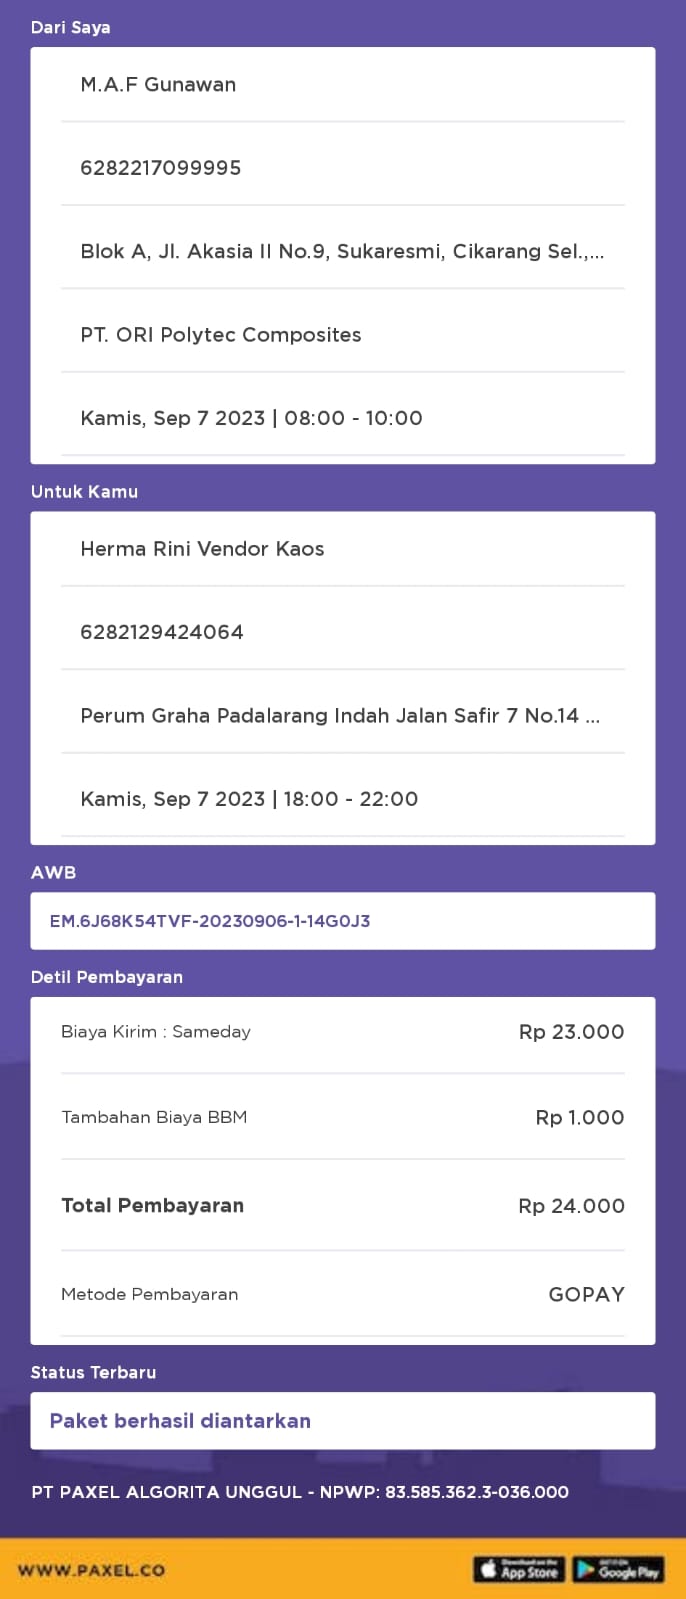 Dari Saya
M.A.F Gunawan
6282217099995
Blok A, Jl. Akasia II No.9, Sukaresmi, Cikarang Sel.,...
PT. ORI Polytec Composites
Kamis, Sep 7 2023 | 08:00 - 10:00
Untuk Kamu
Herma Rini Vendor Kaos
6282129424064
Perum Graha Padalarang Indah Jalan Safir 7 No.14 ...
Kamis, Sep 7 2023 | 18:00 - 22:00
AWB
EM.6J68K54TVF-20230906-1-14G0J3
Detil Pembayaran
Biaya Kirim : Sameday Rp 23.000
Tambahan Biaya BBM Rp 1.000
Total Pembayaran Rp 24.000
Metode Pembayaran GOPAY
Status Terbaru
Paket berhasil diantarkan
PT PAXEL ALGORITA UNGGUL - NPWP: 83.585.362.3-036.000
WWW.PAXEL.CO
Download on the
App Store
GET IT ON
Google Play